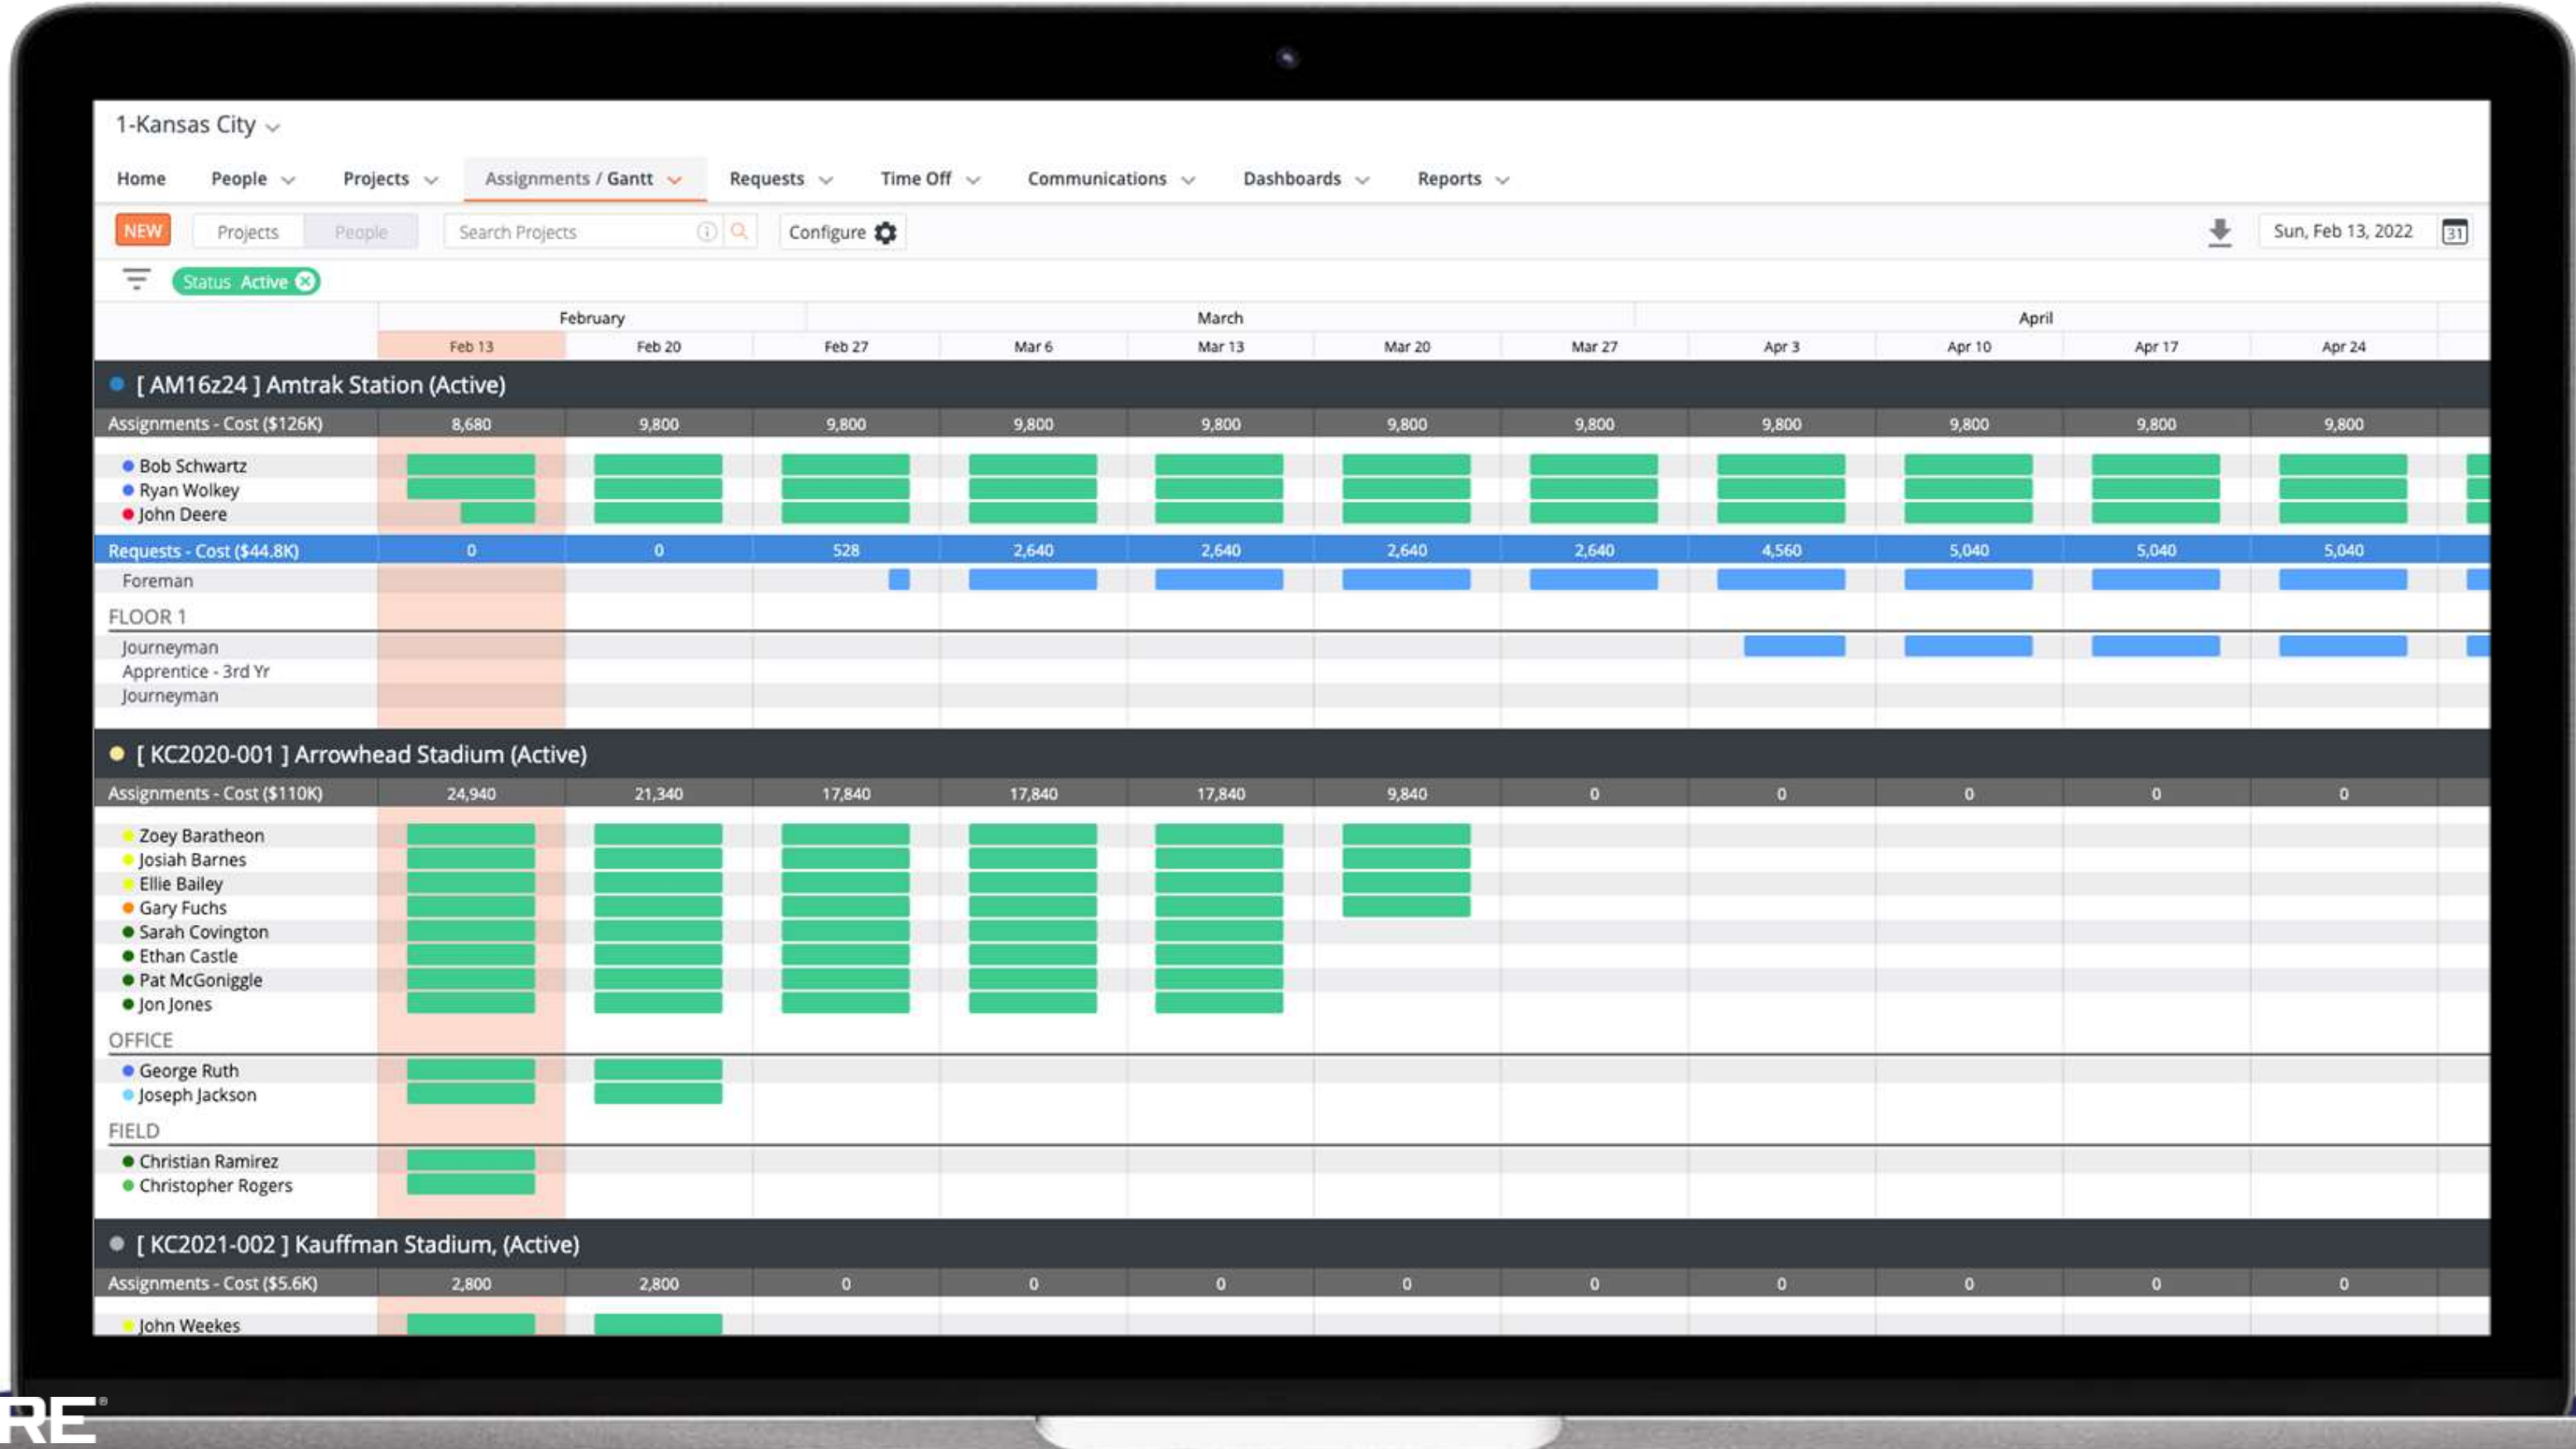 1-Kansas City
Home People Projects Assignments / Gantt Requests Time Off Communications Dashboards Reports
NEW Projects People Search Projects Configure Sun, Feb 13, 2022 31
Status Active
February March April
Feb 13 Feb 20 Feb 27 Mar 6 Mar 13 Mar 20 Mar 27 Apr 3 Apr 10 Apr 17 Apr 24
[ AM16z24 ] Amtrak Station (Active)
Assignments - Cost ($126K) 8,680 9,800 9,800 9,800 9,800 9,800 9,800 9,800 9,800 9,800 9,800
Bob Schwartz
Ryan Wolkey
John Deere
Requests - Cost ($44.8K) 0 0 528 2,640 2,640 2,640 2,640 4,560 5,040 5,040 5,040
Foreman
FLOOR 1
Journeyman
Apprentice - 3rd Yr
Journeyman
[ KC2020-001 ] Arrowhead Stadium (Active)
Assignments - Cost ($110K) 24,940 21,340 17,840 17,840 17,840 9,840 0 0 0 0 0
Zoey Baratheon
Josiah Barnes
Ellie Bailey
Gary Fuchs
Sarah Covington
Ethan Castle
Pat McGoniggle
Jon Jones
OFFICE
George Ruth
Joseph Jackson
FIELD
Christian Ramirez
Christopher Rogers
[ KC2021-002 ] Kauffman Stadium, (Active)
Assignments - Cost ($5.6K) 2,800 2,800 0 0 0 0 0 0 0 0 0
John Weekes
RE®